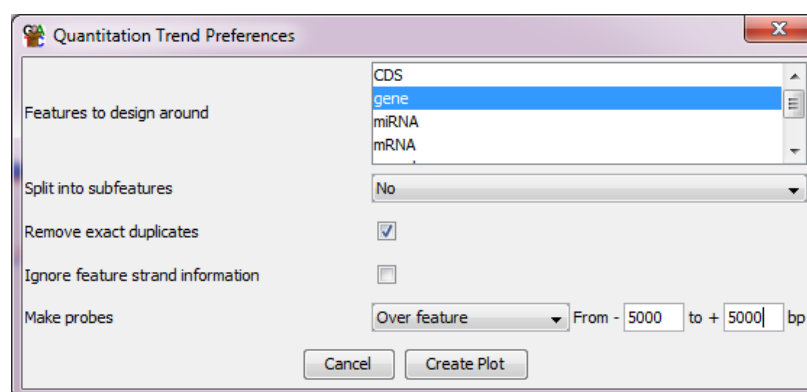 Quantitation Trend Preferences
Features to design around
CDS
gene
miRNA
mRNA
Split into subfeatures
No
Remove exact duplicates
Ignore feature strand information
Make probes
Over feature
From - 5000 to + 5000 bp
Cancel
Create Plot